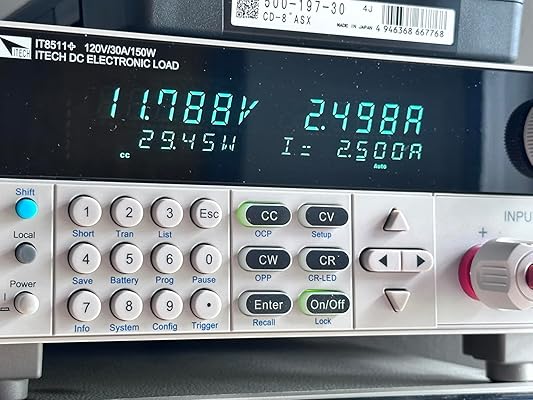 500-197-30 4J
CD-8"ASX
MADE IN JAPAN
4 946368 667768
ITECH IT8511+ 120V/30A/150W
ITECH DC ELECTRONIC LOAD
11.788V 2.498A
29.45W I= 2.500A
CC Auto
Shift
1 2 3 Esc CC CV
Short Tran List OCP Setup
Local
4 5 6 0 CW CR
Save Battery Prog Pause OPP CR-LED
Power
7 8 9 • Enter On/Off
Info System Config Trigger Recall Lock
INPU
+